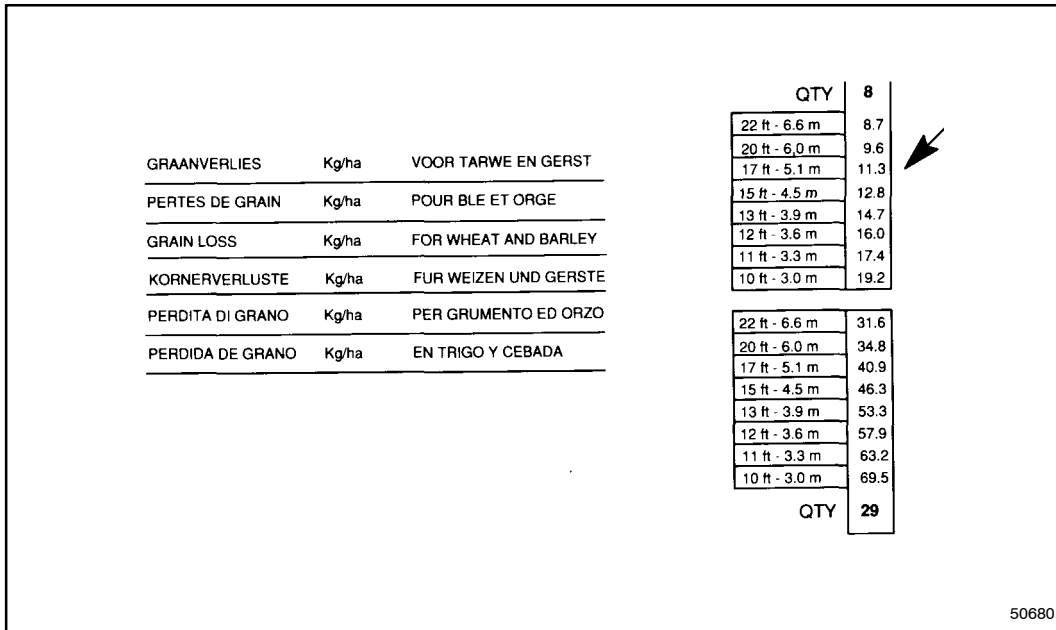 GRAANVERLIES Kg/ha VOOR TARWE EN GERST
PERTES DE GRAIN Kg/ha POUR BLE ET ORGE
GRAIN LOSS Kg/ha FOR WHEAT AND BARLEY
KORNERVERLUSTE Kg/ha FUR WEIZEN UND GERSTE
PERDITA DI GRANO Kg/ha PER GRUMENTO ED ORZO
PERDIDA DE GRANO Kg/ha EN TRIGO Y CEBADA
QTY 8
22 ft - 6.6 m 8.7
20 ft - 6,0 m 9.6
17 ft - 5.1 m 11.3
15 ft - 4.5 m 12.8
13 ft - 3.9 m 14.7
12 ft - 3.6 m 16.0
11 ft - 3.3 m 17.4
10 ft - 3.0 m 19.2
22 ft - 6.6 m 31.6
20 ft - 6.0 m 34.8
17 ft - 5.1 m 40.9
15 ft - 4.5 m 46.3
13 ft - 3.9 m 53.3
12 ft - 3.6 m 57.9
11 ft - 3.3 m 63.2
10 ft - 3.0 m 69.5
QTY 29
50680